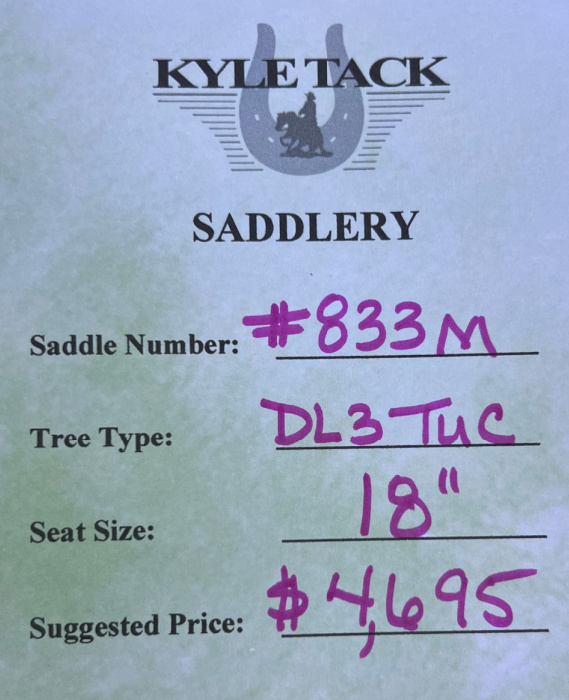 KYLE TACK
SADDLERY
Saddle Number: #833M
Tree Type: DL3 TUC
Seat Size: 18"
Suggested Price: $4,695